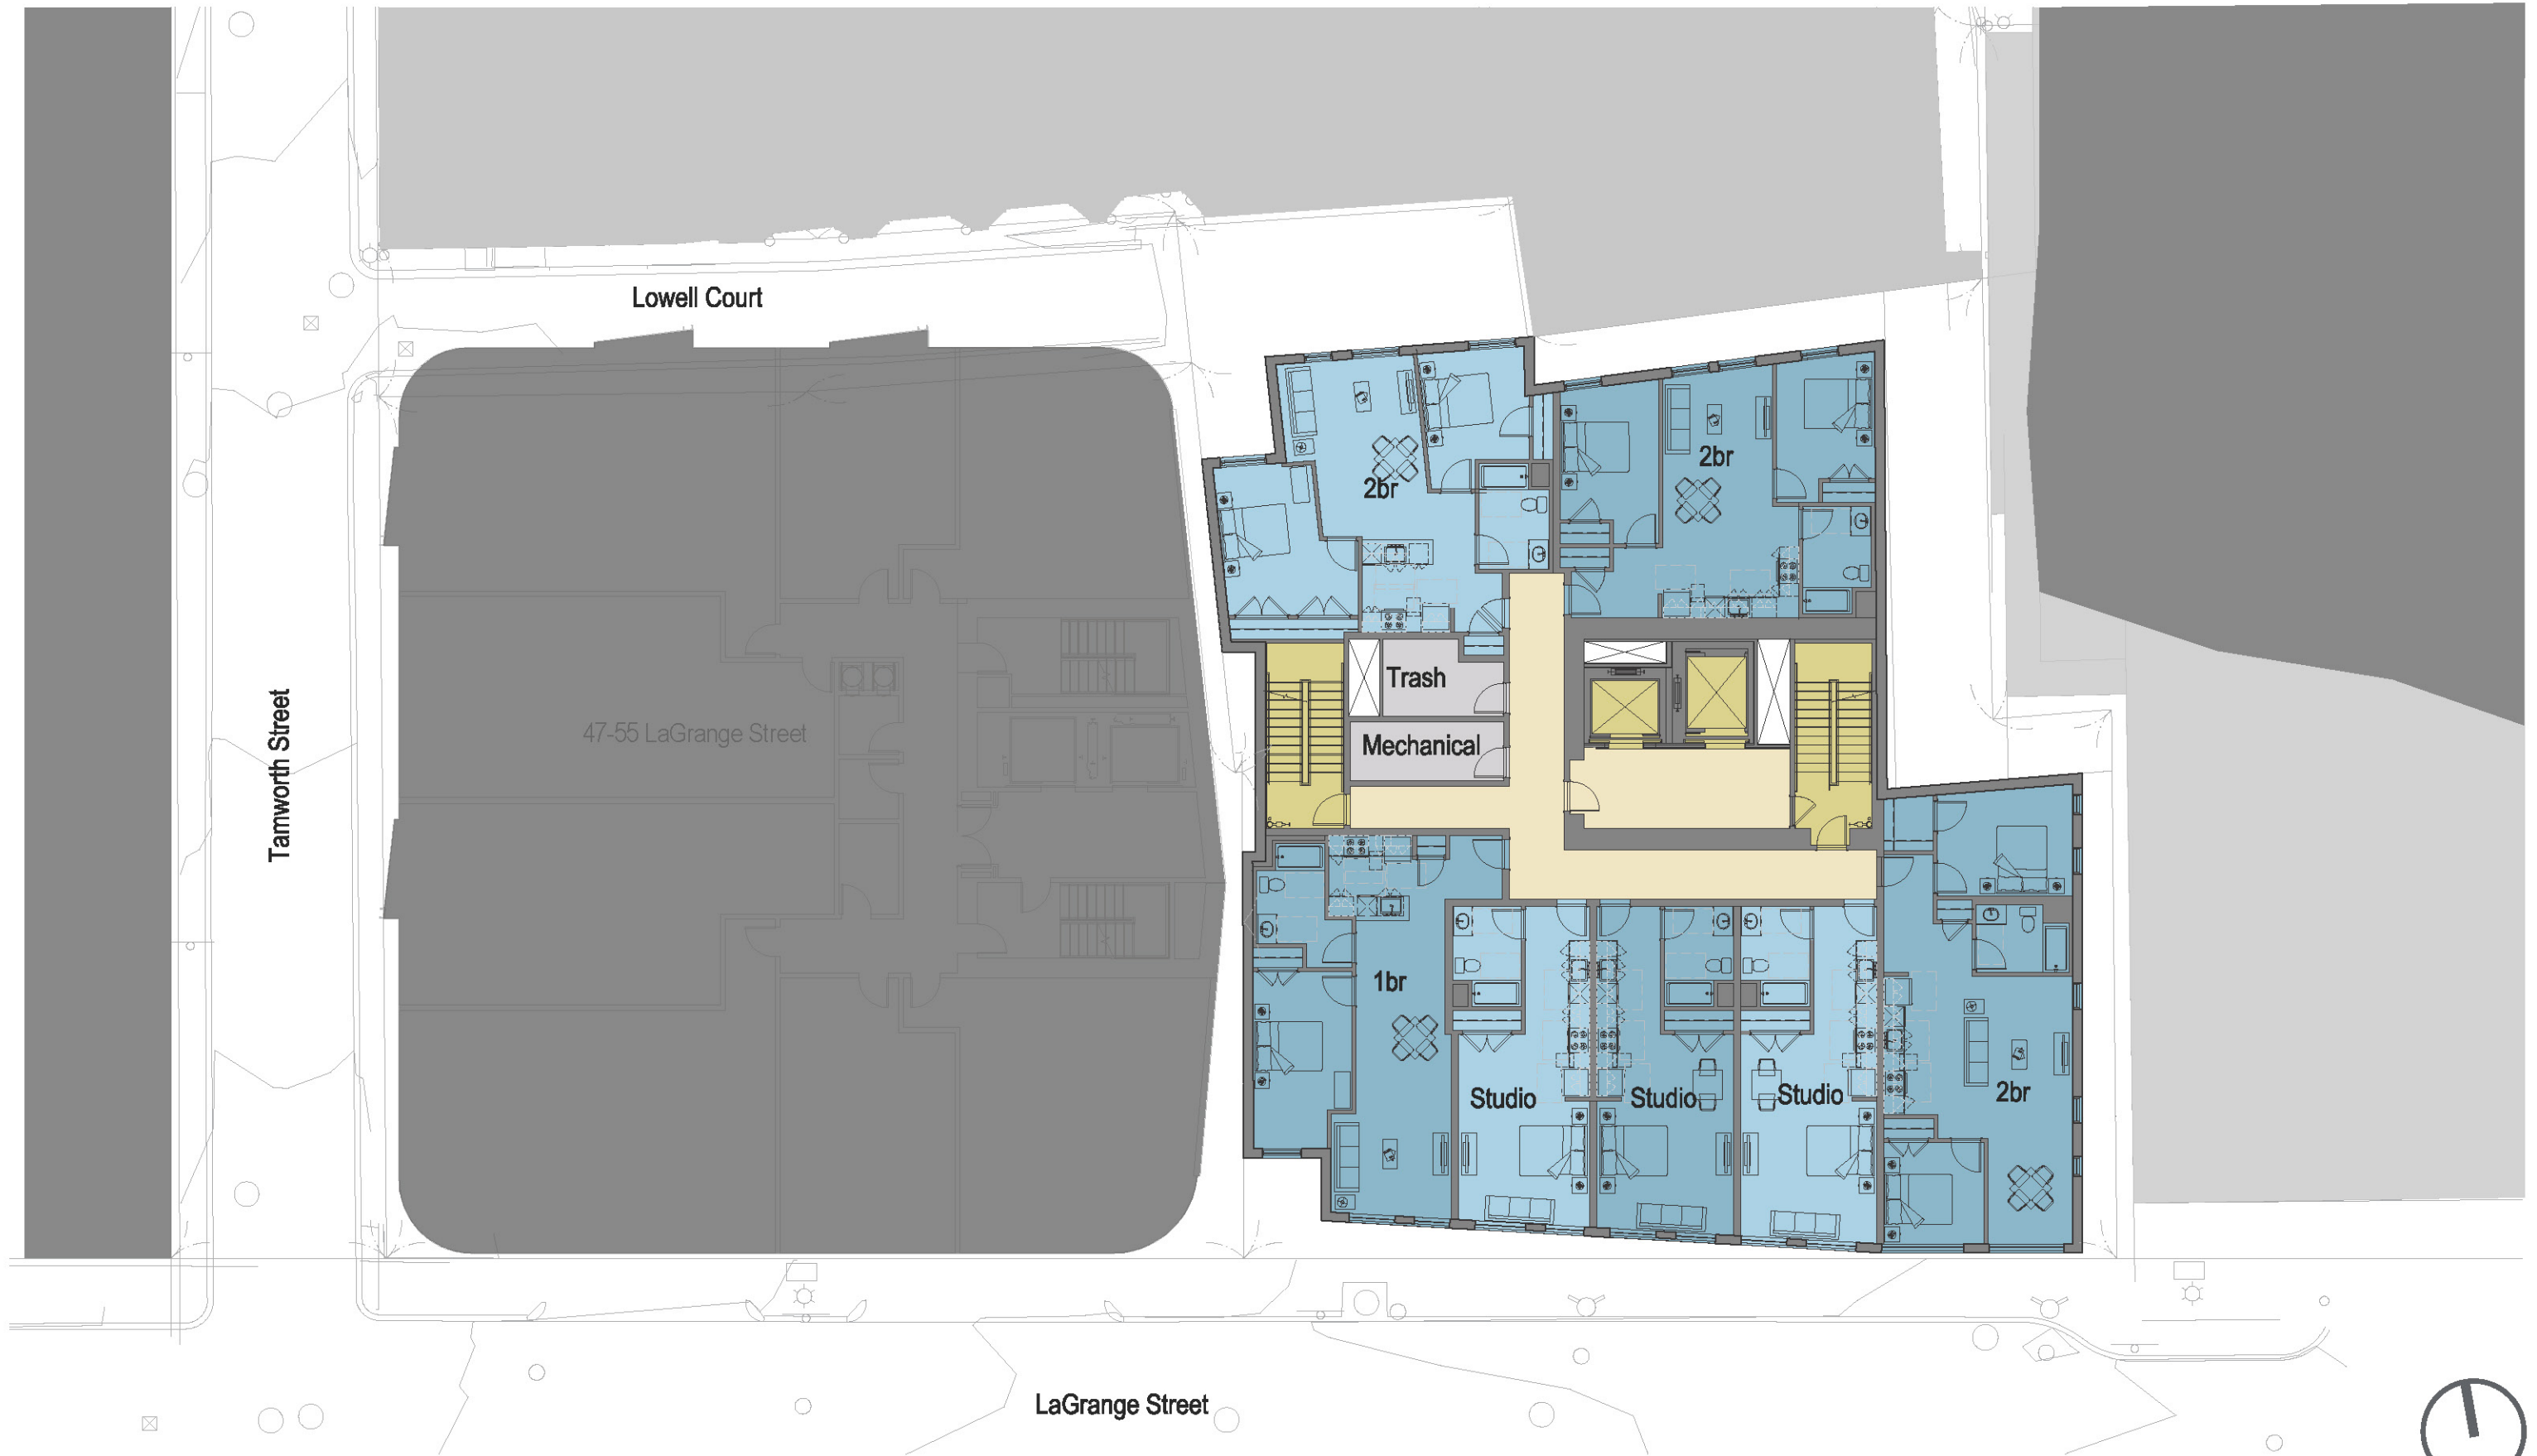 Lowell Court
2br
2br
Trash
Mechanical
47-55 LaGrange Street
Tamworth Street
1br
Studio
Studio
Studio
2br
LaGrange Street